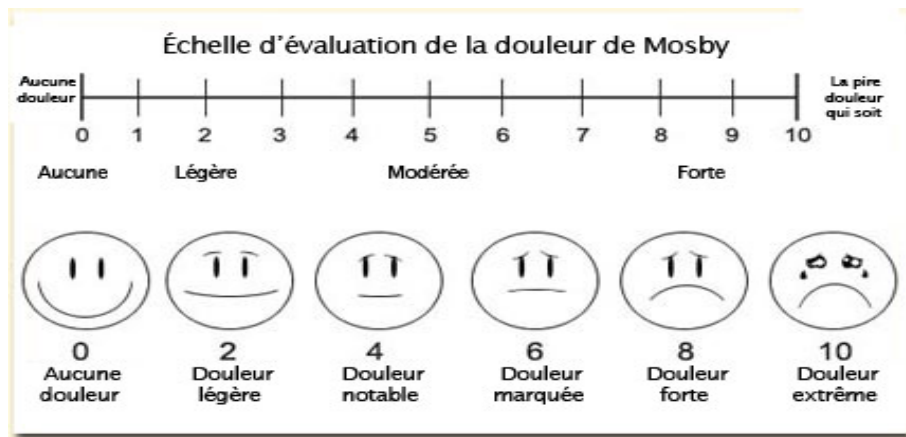 Échelle d'évaluation de la douleur de Mosby
Aucune
douleur
La pire
douleur
qui soit
0 1 2 3 4 5 6 7 8 9 10
Aucune Légère Modérée Forte
0 2 4 6 8 10
Aucune douleur Douleur légère Douleur notable Douleur marquée Douleur forte Douleur extrême